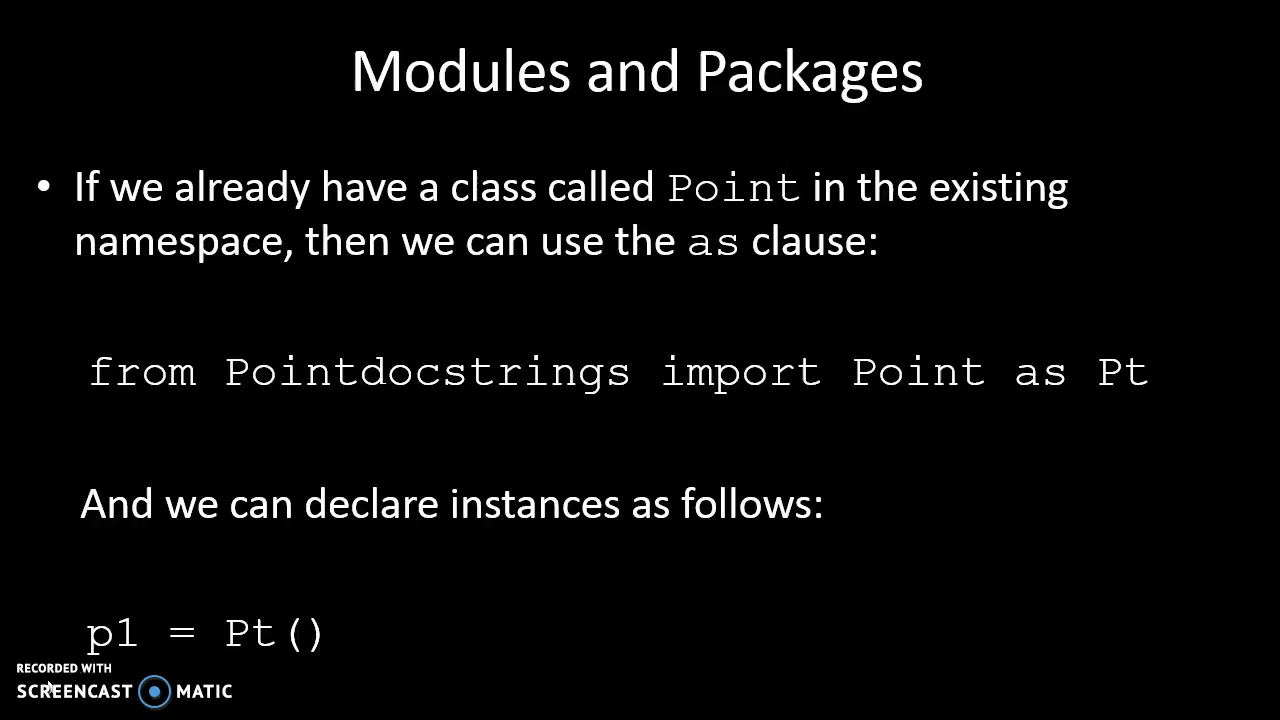 Modules and Packages
• If we already have a class called Point in the existing
namespace, then we can use the as clause:
from Pointdocstrings import Point as Pt
And we can declare instances as follows:
p1 = Pt()
RECORDED WITH
SCREENCAST MATIC